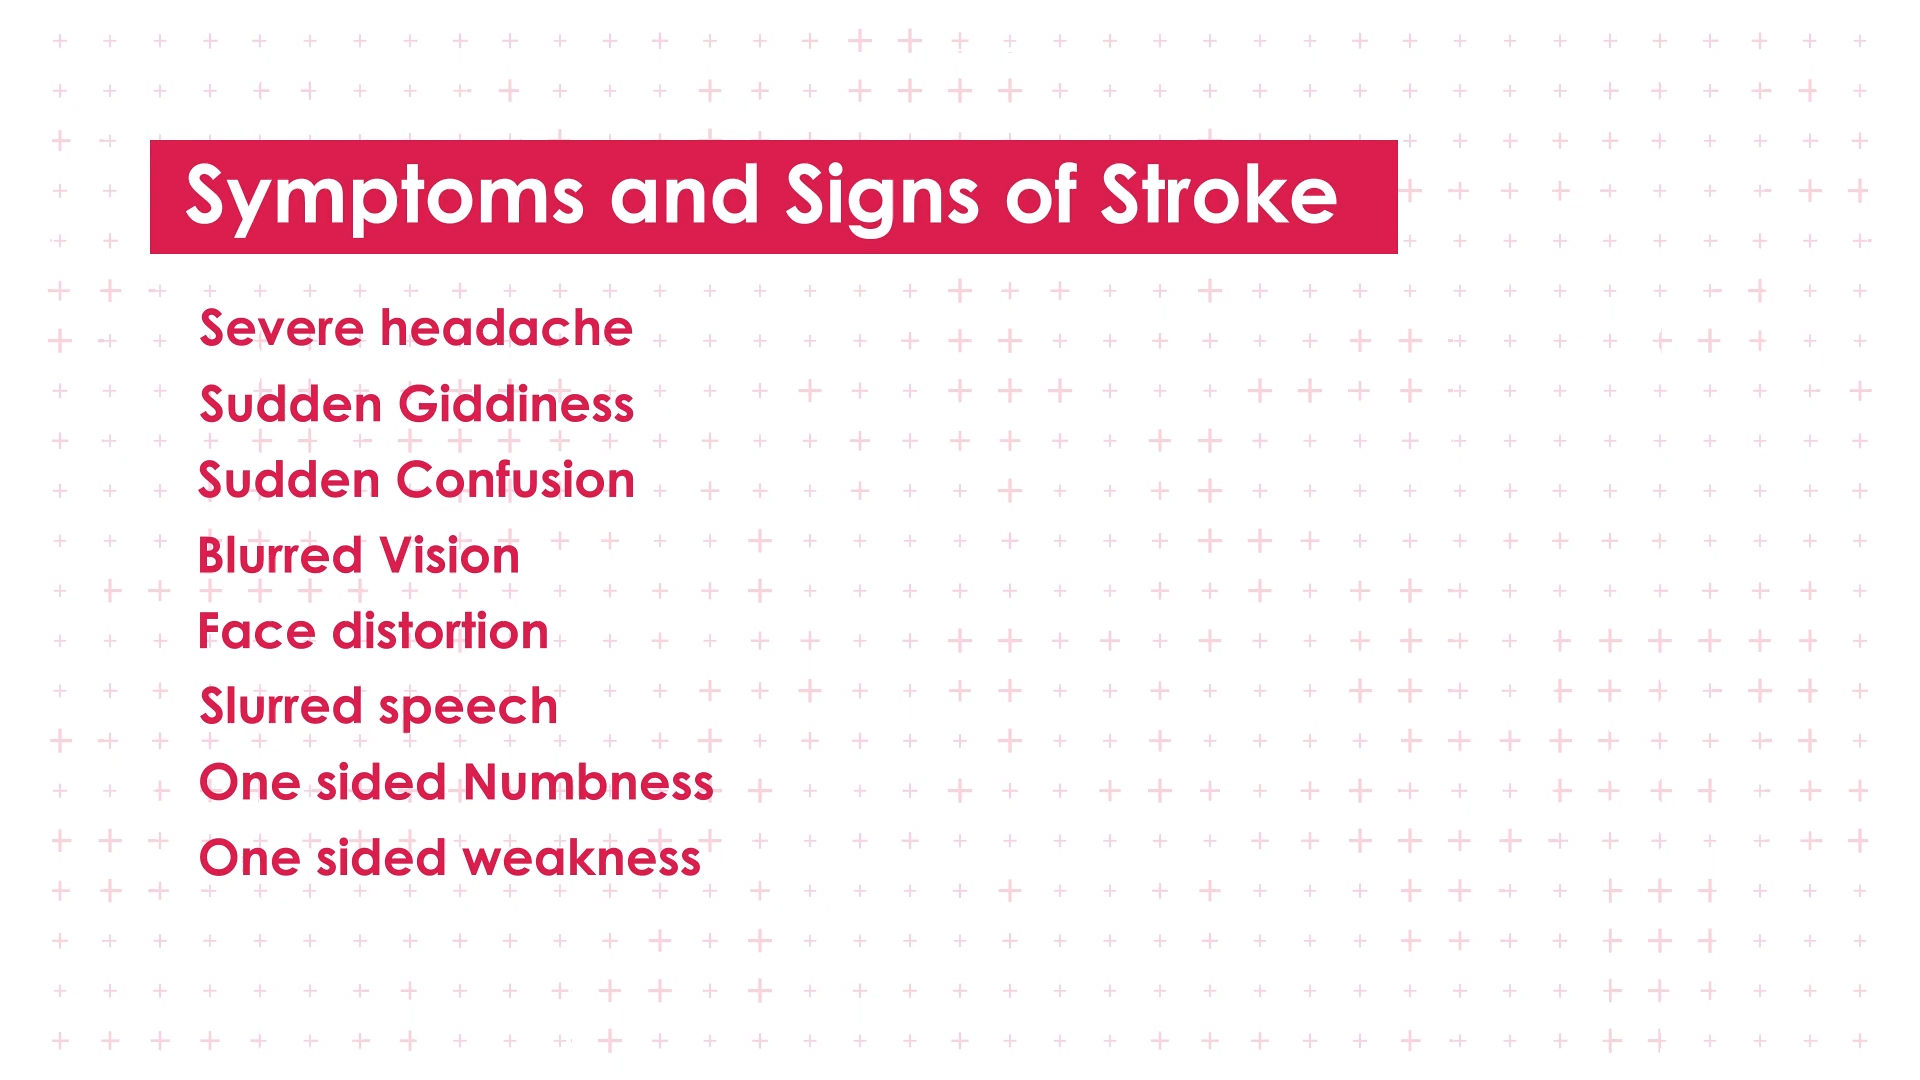 Symptoms and Signs of Stroke
Severe headache
Sudden Giddiness
Sudden Confusion
Blurred Vision
Face distortion
Slurred speech
One sided Numbness
One sided weakness